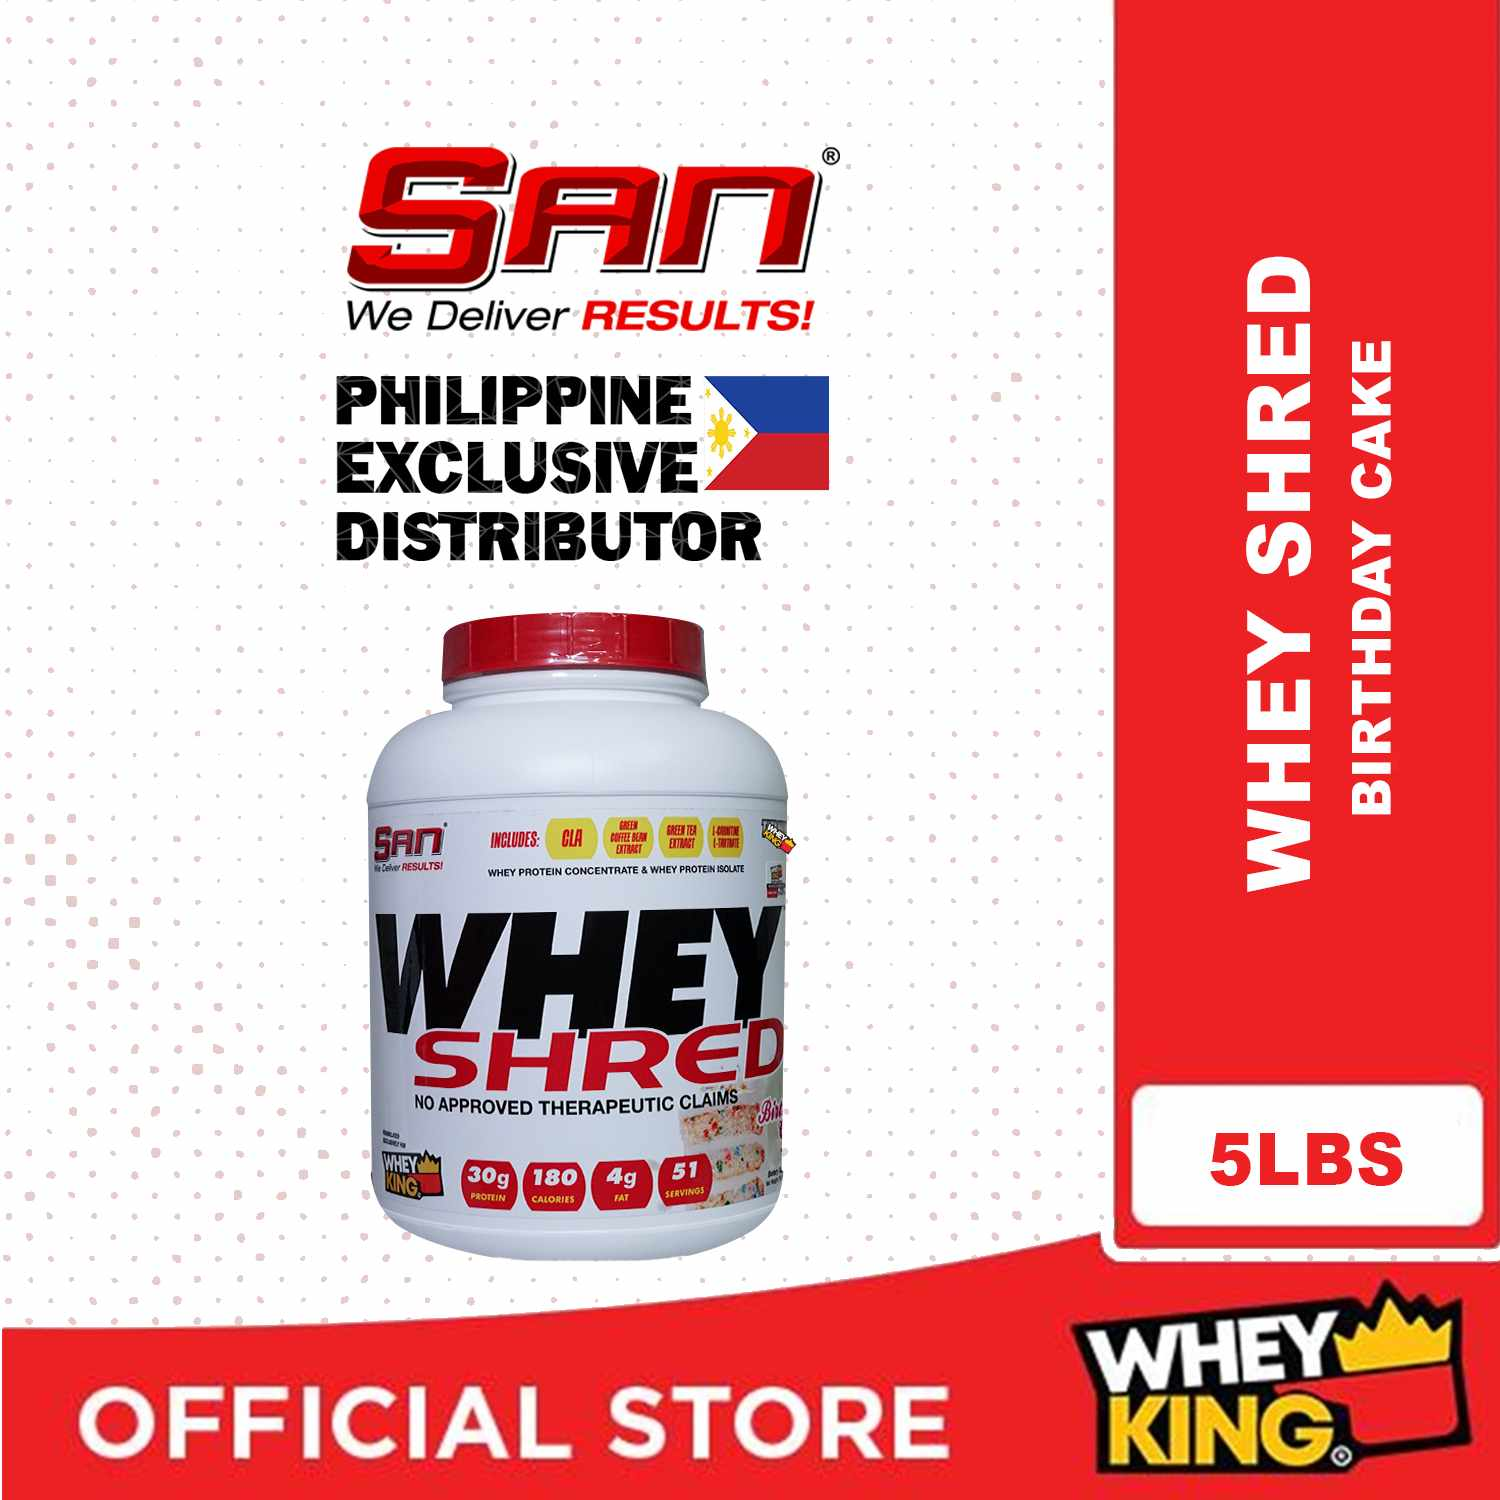 SAN®
We Deliver RESULTS!
PHILIPPINE
EXCLUSIVE
DISTRIBUTOR
SAN®
We Deliver RESULTS!
INCLUDES:
CLA
GREEN
COFFEE BEAN
EXTRACT
GREEN TEA
EXTRACT
L-CARNITINE
L-TARTRATE
WHEY
KING
WHEY PROTEIN CONCENTRATE & WHEY PROTEIN ISOLATE
WHEY
SHRED
NO APPROVED THERAPEUTIC CLAIMS
WHEY
KING
30g
PROTEIN
180
CALORIES
4g
FAT
51
SERVINGS
WHEY SHRED
BIRTHDAY CAKE
5LBS
OFFICIAL STORE
WHEY
KING®